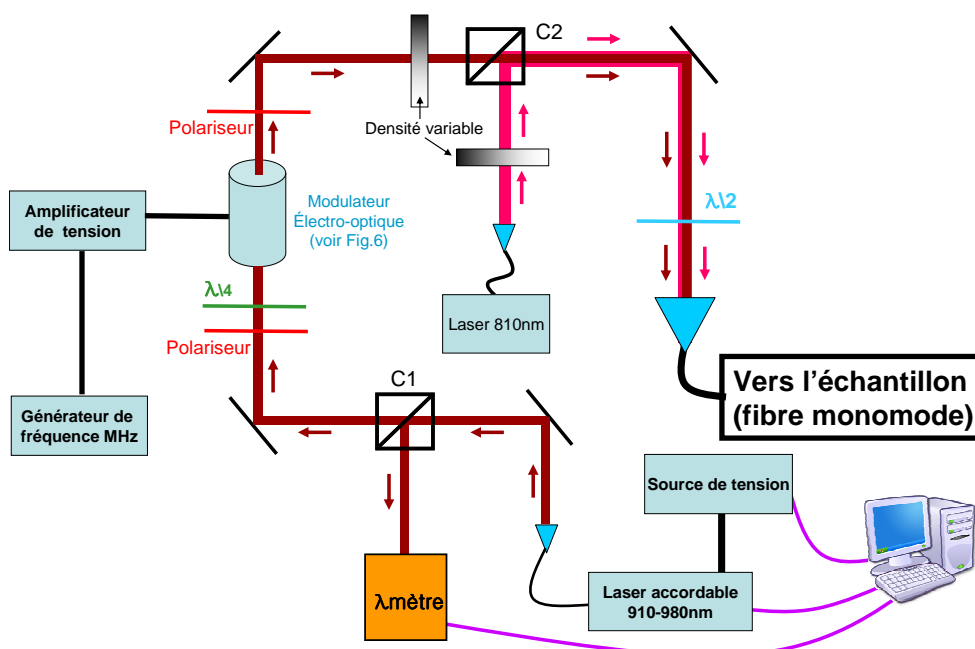 C2
Polariseur
Densité variable
Amplificateur
de tension
Modulateur
Électro-optique
(voir Fig.6)
λ\2
λ\4
Laser 810nm
Polariseur
C1
Vers l'échantillon
(fibre monomode)
Générateur de
fréquence MHz
Source de tension
λmètre
Laser accordable
910-980nm